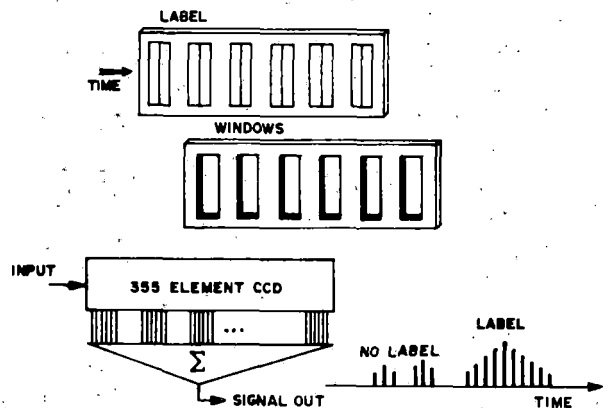 LABEL
TIME
WINDOWS
INPUT
355 ELEMENT CCD
...
Σ
SIGNAL OUT
NO LABEL
LABEL
TIME